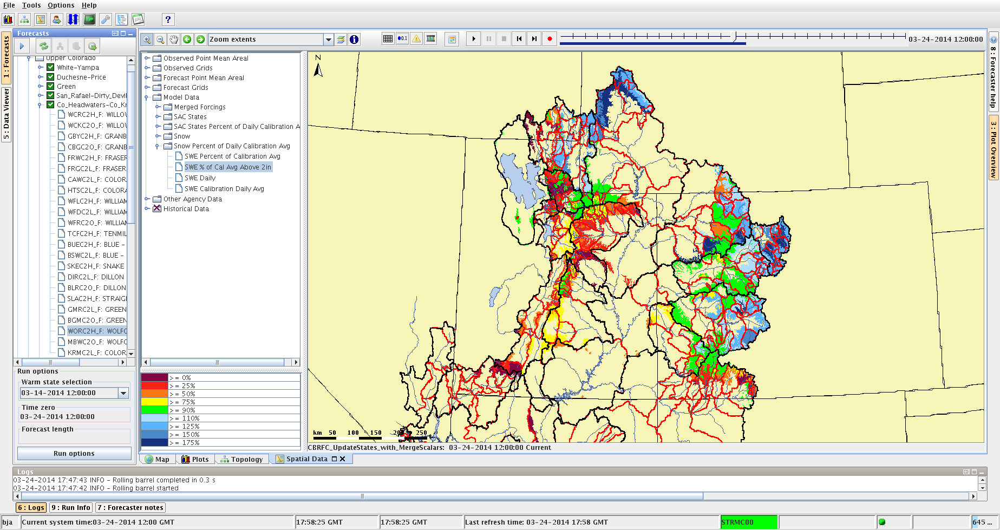 File Tools Options Help
Forecasts
Zoom extents
0.1
03-24-2014 12:00:00
1 : Forecasts
5 : Data Viewer
8 : Forecaster help
3 : Plot Overview
Upper Colorado
White-Yampa
Duchesne-Price
Green
San_Rafael-Dirty_Devil
Co_Headwaters-Co_Kr
WCRC2H_F: WILLOW
WCKC2O_F: WILLOW
GBYC2H_F: GRANB
CBGC2O_F: GRANB
FRWC2H_F: FRASER
FRGC2L_F: FRASER
CAWC2L_F: COLOR
HTSC2L_F: COLORA
WFLC2H_F: WILLIAM
WFDC2L_F: WILLIAM
WFRC2O_F: WILLIAM
TCFC2H_F: TENMIL
BUEC2H_F: BLUE -
BSWC2L_F: BLUE -
SKEC2H_F: SNAKE
DIRC2L_F: DILLON
BLRC2O_F: DILLON
SLAC2H_F: STRAIG
GMRC2L_F: GREEN
BGMC2O_F: GREEN
WORC2H_F: WOLFO
MBWC2O_F: WOLFO
KRMC2L_F: COLOR
Run options
Warm state selection
03-14-2014 12:00:00
Time zero
03-24-2014 12:00:00
Forecast length
Run options
Observed Point Mean Areal
Observed Grids
Forecast Point Mean Areal
Forecast Grids
Model Data
Merged Forcings
SAC States
SAC States Percent of Daily Calibration A
Snow
Snow Percent of Daily Calibration Avg
SWE Percent of Calibration Avg
SWE % of Cal Avg Above 2in
SWE Daily
SWE Calibration Daily Avg
Other Agency Data
Historical Data
>= 0%
>= 25%
>= 50%
>= 75%
>= 90%
>= 110%
>= 125%
>= 150%
>= 175%
N
km 50 100 150 200 250
CBRFC_UpdateStates_with_MergeScalars: 03-24-2014 12:00:00 Current
Map Plots Topology Spatial Data
Logs
03-24-2014 17:47:43 INFO - Rolling barrel completed in 0.3 s
03-24-2014 17:47:42 INFO - Rolling barrel started
6 : Logs 9 : Run Info 7 : Forecaster notes
bja Current system time:03-24-2014 12:00 GMT 17:58:25 GMT 17:58:25 GMT Last refresh time: 03-24-2014 17:58 GMT STRMC00 645 ...